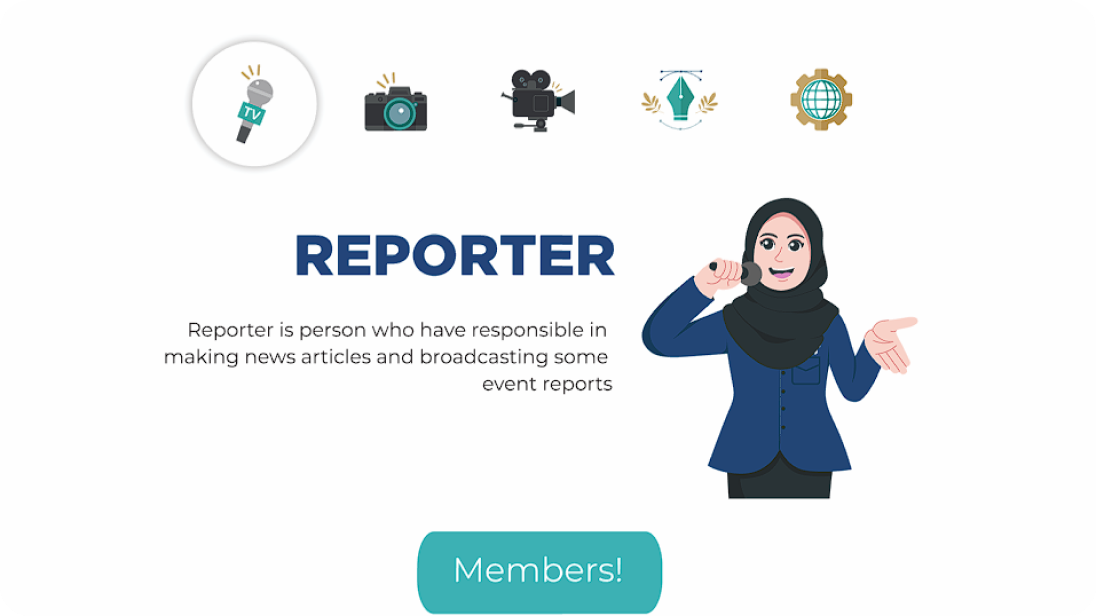 TV
REPORTER
Reporter is person who have responsible in
making news articles and broadcasting some
event reports
Members!